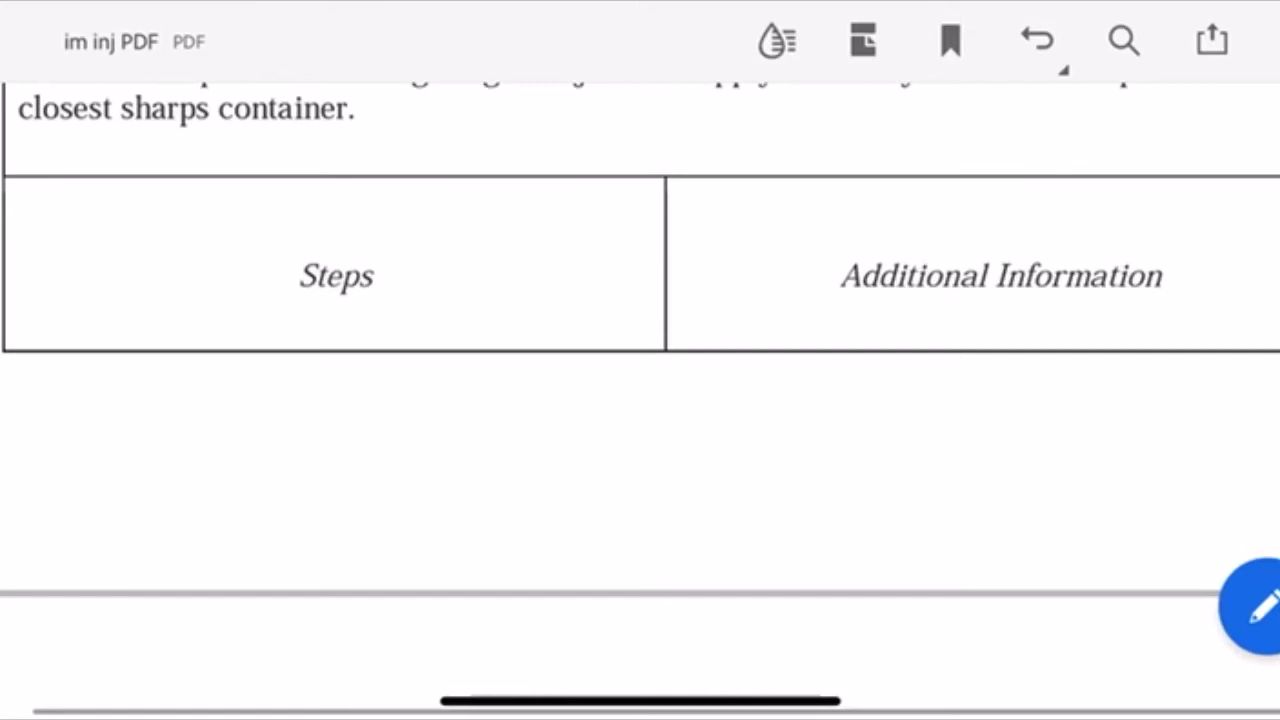 im inj PDF PDF
closest sharps container.
Steps
Additional Information